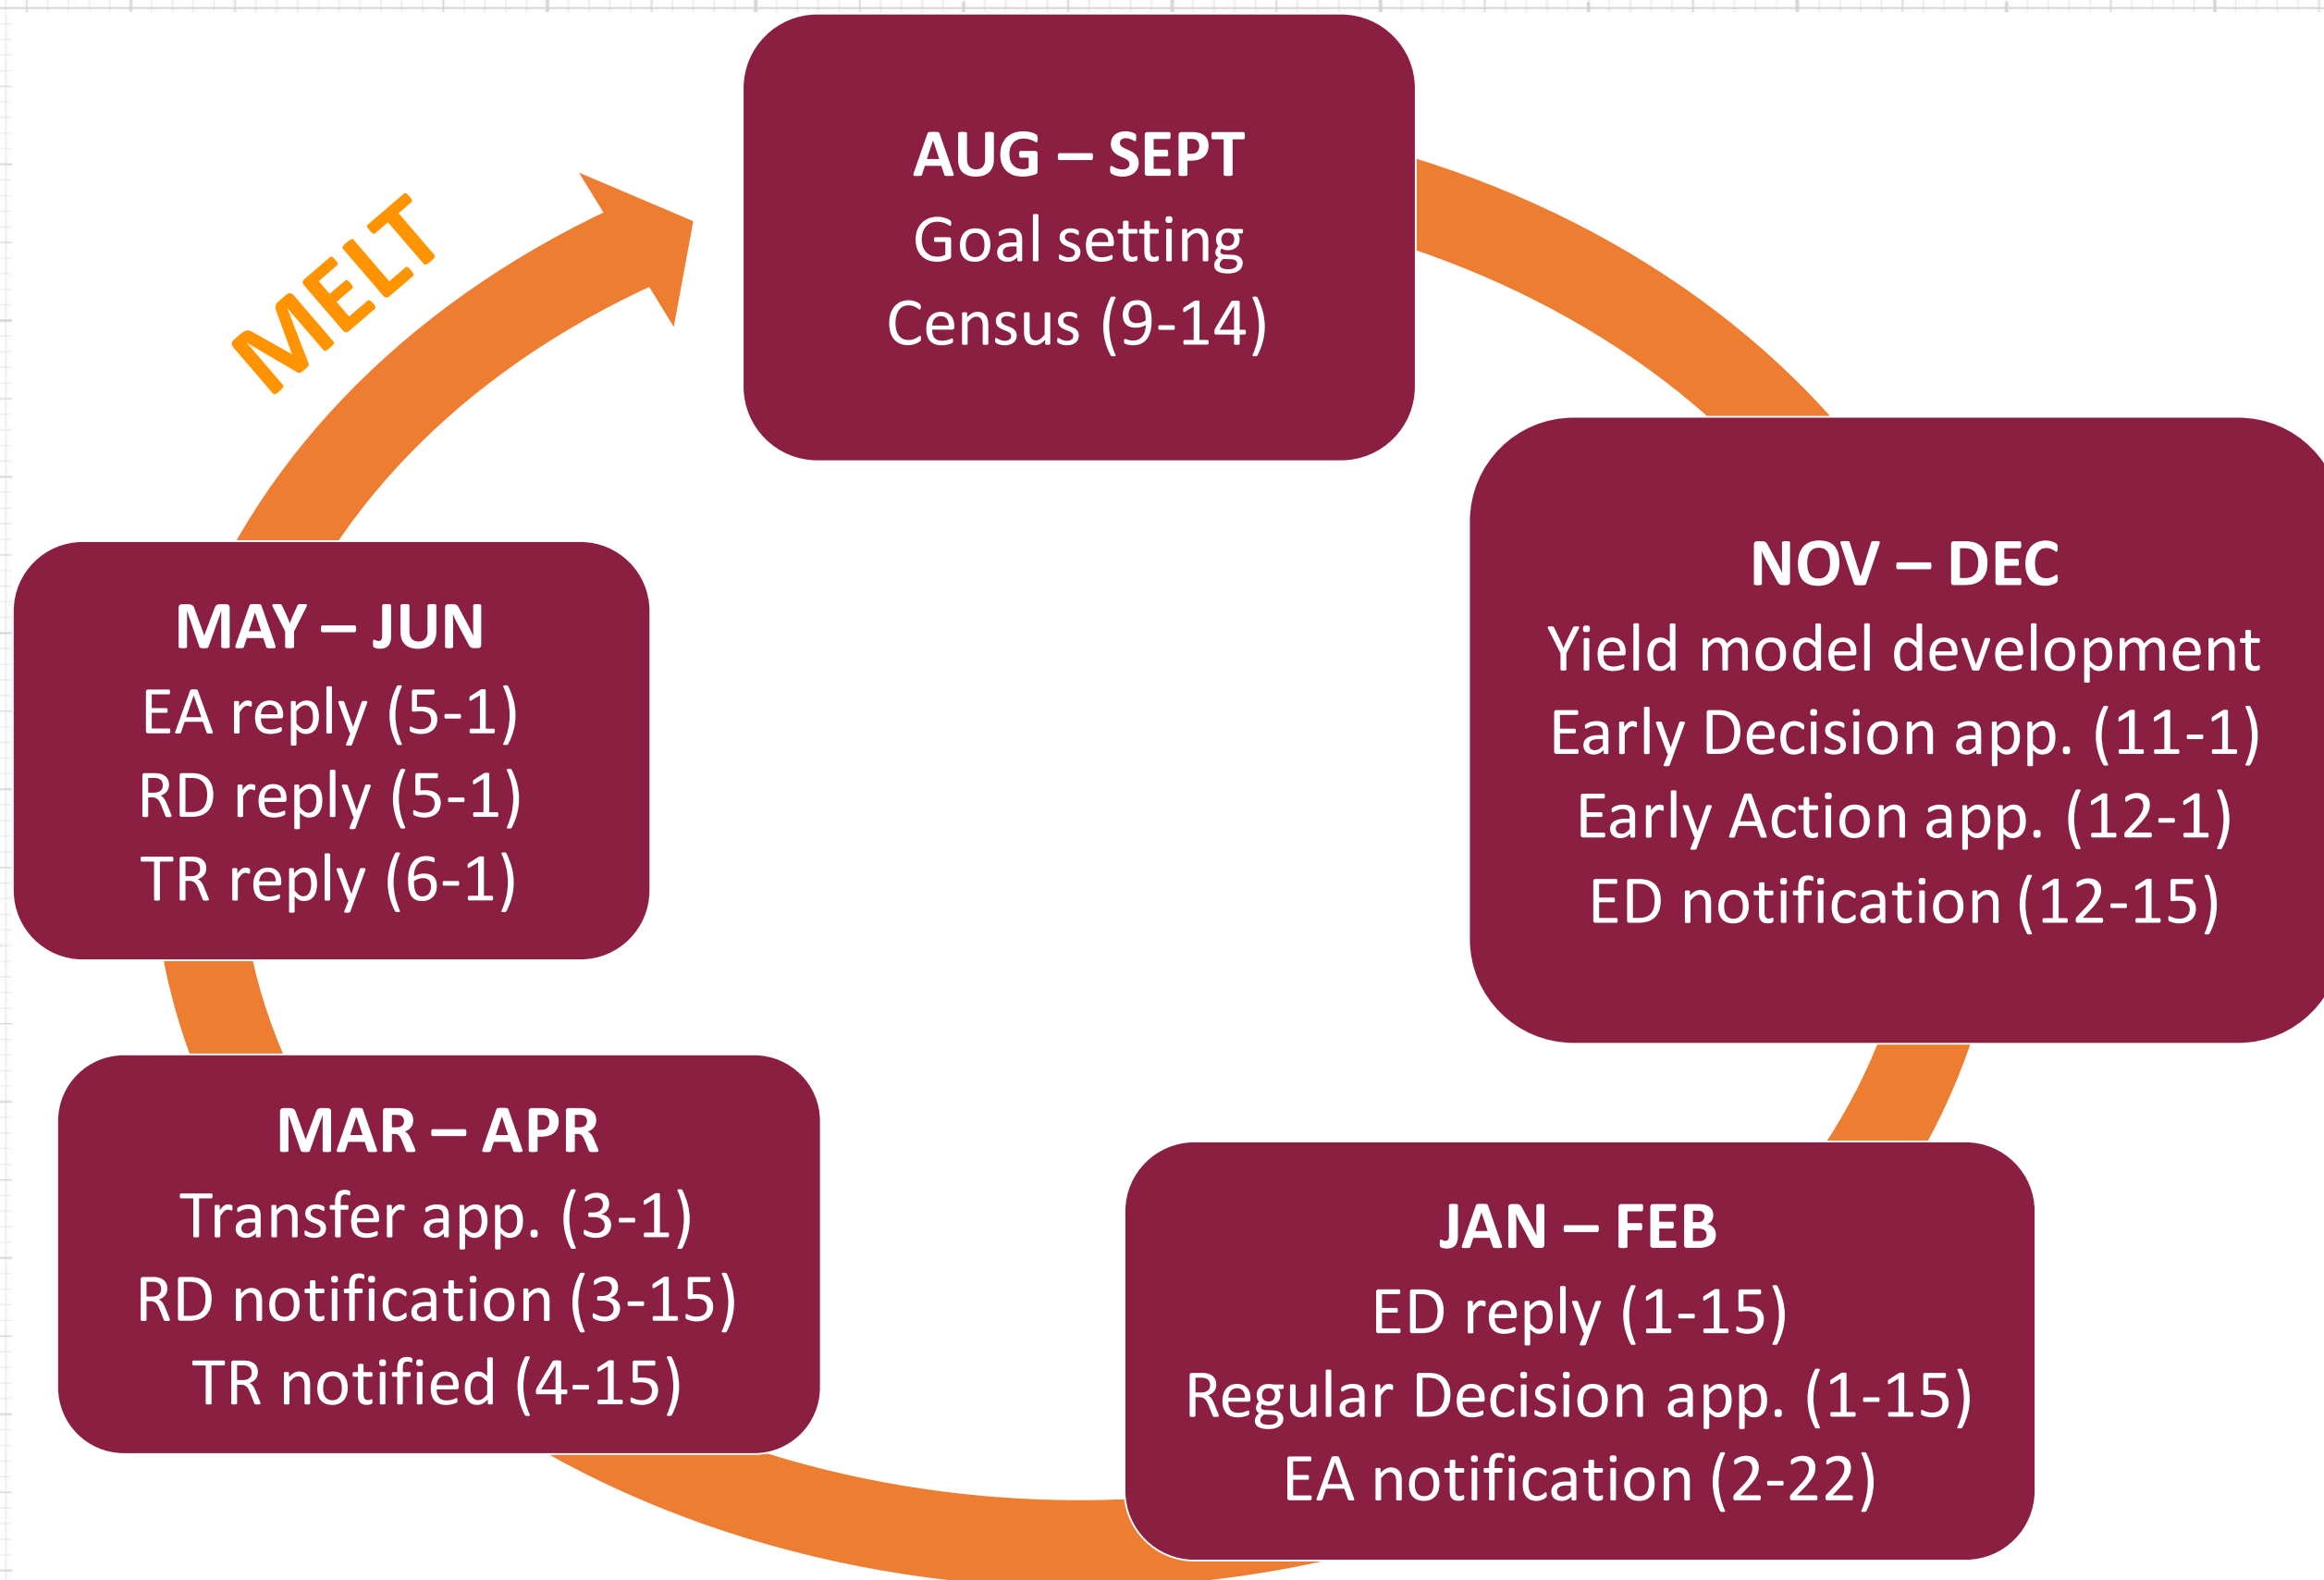 AUG – SEPT
Goal setting
Census (9-14)
NOV – DEC
Yield model development
Early Decision app. (11-1)
Early Action app. (12-1)
ED notification (12-15)
JAN – FEB
ED reply (1-15)
Regular Decision app. (1-15)
EA notification (2-22)
MAR – APR
Transfer app. (3-1)
RD notification (3-15)
TR notified (4-15)
MAY – JUN
EA reply (5-1)
RD reply (5-1)
TR reply (6-1)
MELT